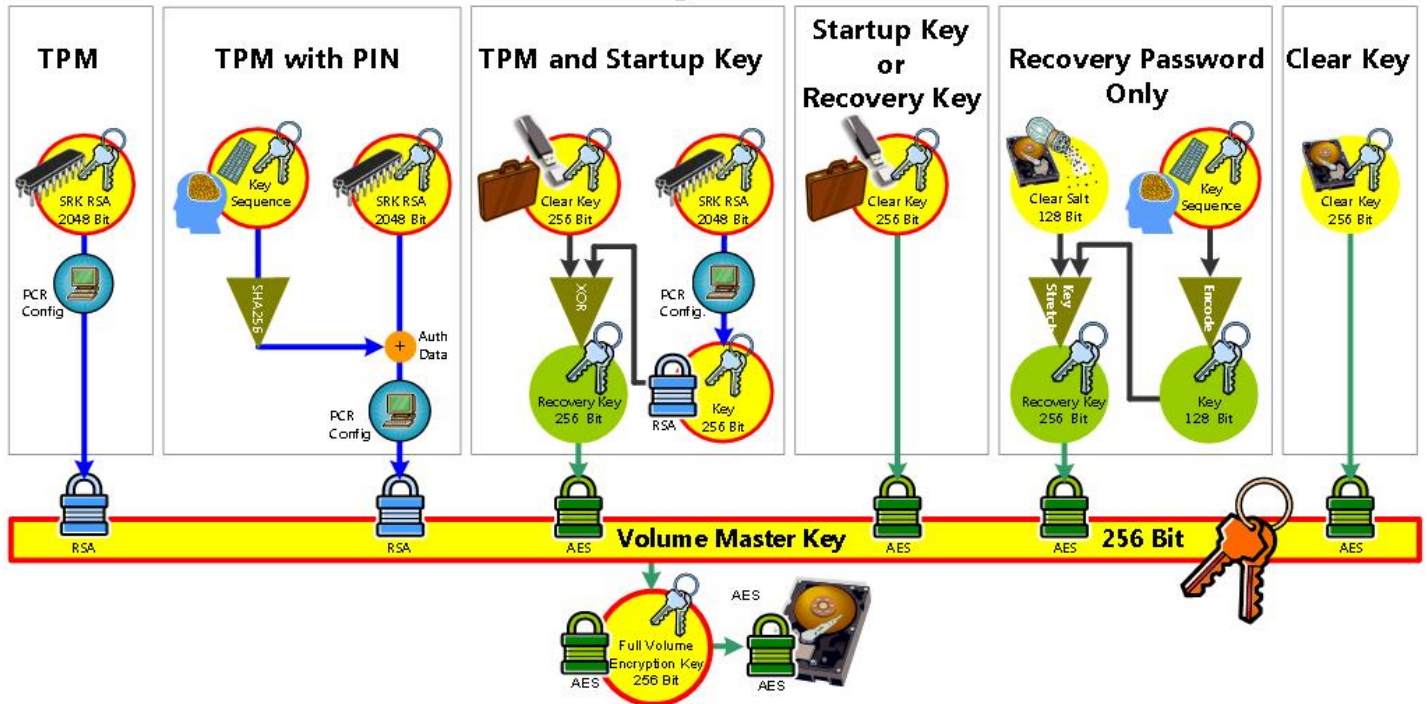 TPM
SRK RSA
2048 Bit
PCR
Config
RSA
TPM with PIN
Key
Sequence
SRK RSA
2048 Bit
SHA256
Auth
Data
PCR
Config
RSA
TPM and Startup Key
Clear Key
256 Bit
SRK RSA
2048 Bit
XOR
PCR
Config.
Recovery Key
256 Bit
RSA
Key
256 Bit
AES
Startup Key
or
Recovery Key
Clear Key
256 Bit
AES
Recovery Password
Only
Clear Salt
128 Bit
Key
Sequence
Key
Stretch
Encode
Recovery Key
256 Bit
Key
128 Bit
AES
Clear Key
Clear Key
256 Bit
AES
Volume Master Key
256 Bit
AES
Full Volume
Encryption Key
256 Bit
AES
AES